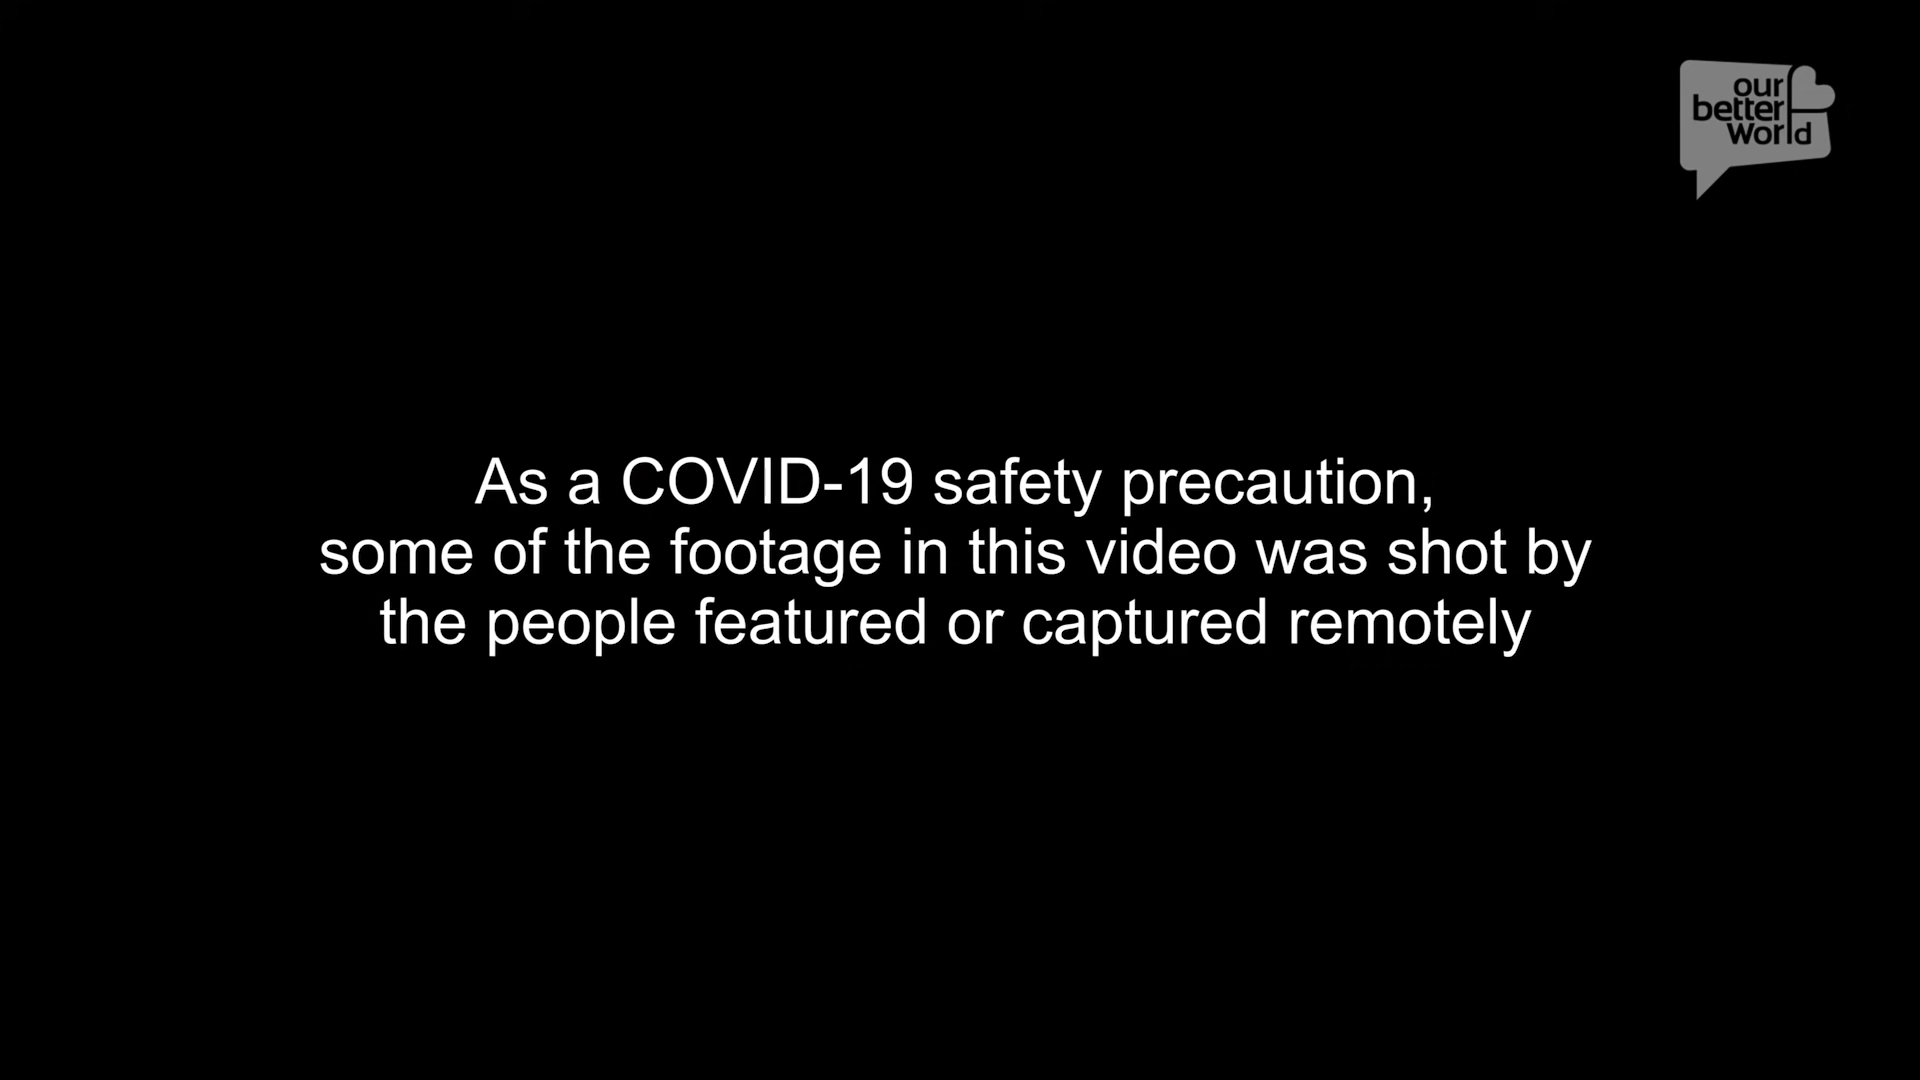 our
better
world
As a COVID-19 safety precaution,
some of the footage in this video was shot by
the people featured or captured remotely